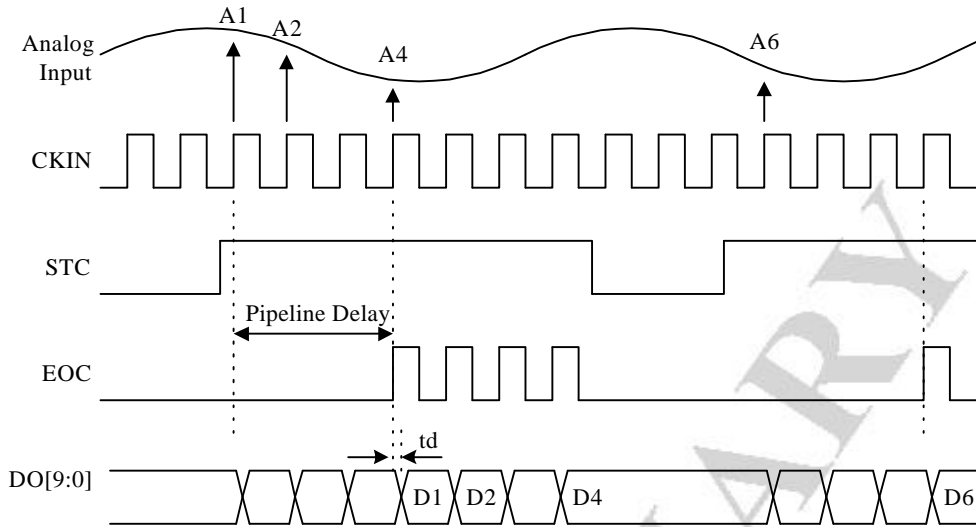 A1
A2
A4
A6
Analog
Input
CKIN
STC
Pipeline Delay
EOC
td
DO[9:0]
D1
D2
D4
D6
ARY